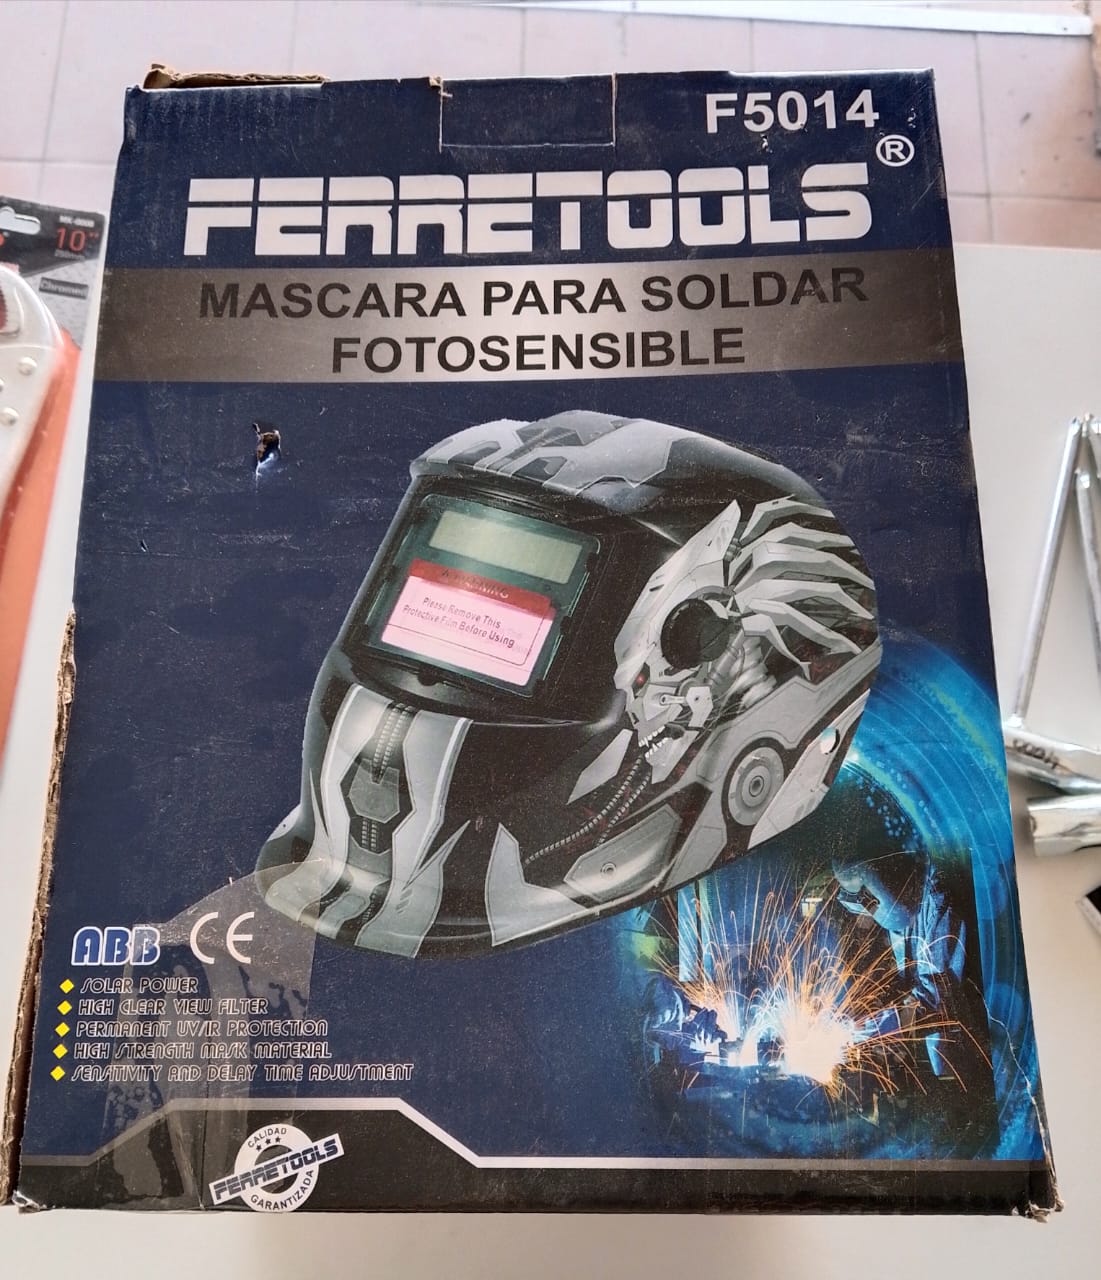 F5014
FERRETOOLS®
MASCARA PARA SOLDAR
FOTOSENSIBLE
WARNING
Please Remove This
Protective Film Before Using
ABB CE
SOLAR POWER
HIGH CLEAR VIEW FILTER
PERMANENT UV/IR PROTECTION
HIGH STRENGTH MASK MATERIAL
SENSITIVITY AND DELAY TIME ADJUSTMENT
CALIDAD
FERRETOOLS
GARANTIZADA
10"
Chromed